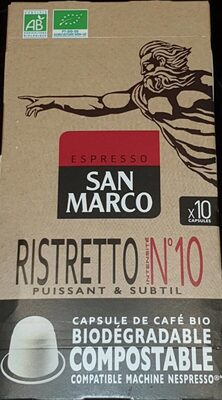 AB
ESPRESSO
SAN
MARCO
x10
CAPSULES
RISTRETTO
INTENSITÉ
N°10
PUISSANT & SUBTIL
CAPSULE DE CAFÉ BIO
BIODÉGRADABLE
COMPOSTABLE
COMPATIBLE MACHINE NESPRESSO®*